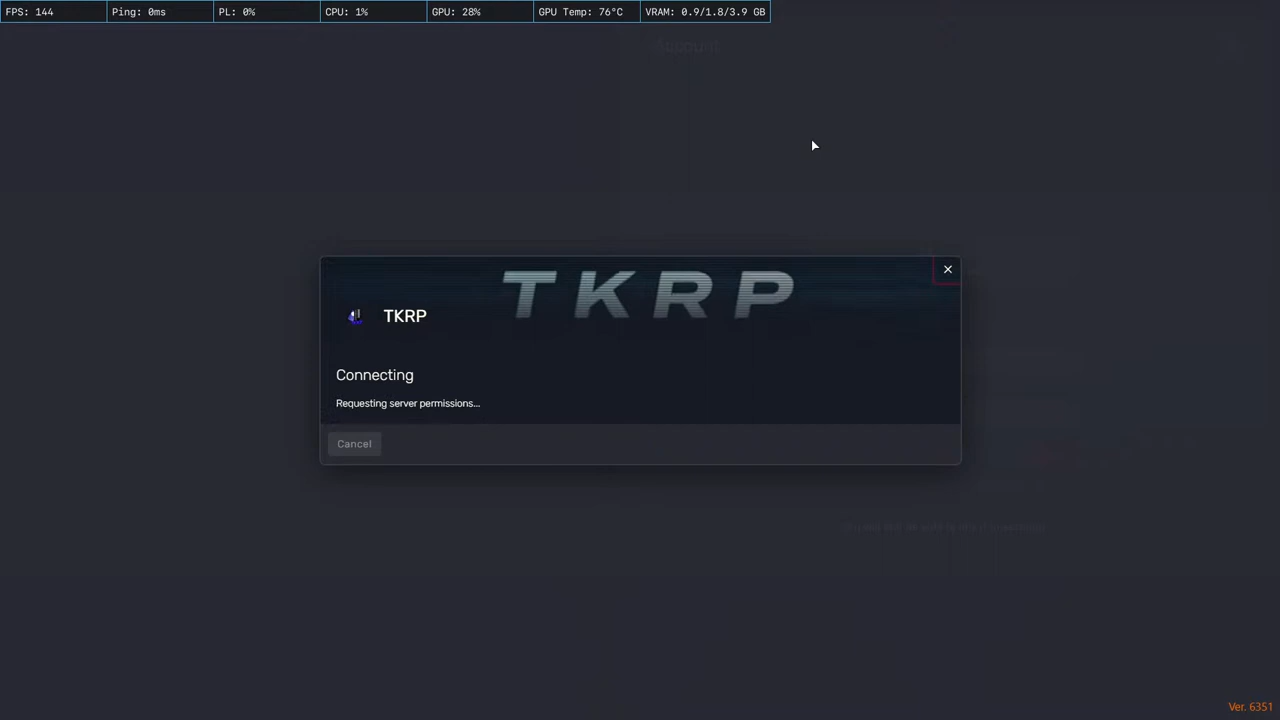 FPS: 144 Ping: 0ms PL: 0% CPU: 1% GPU: 28% GPU Temp: 76°C VRAM: 0.9/1.8/3.9 GB
Account
TKRP
TKRP
Connecting
Requesting server permissions...
Cancel
Ver. 6351